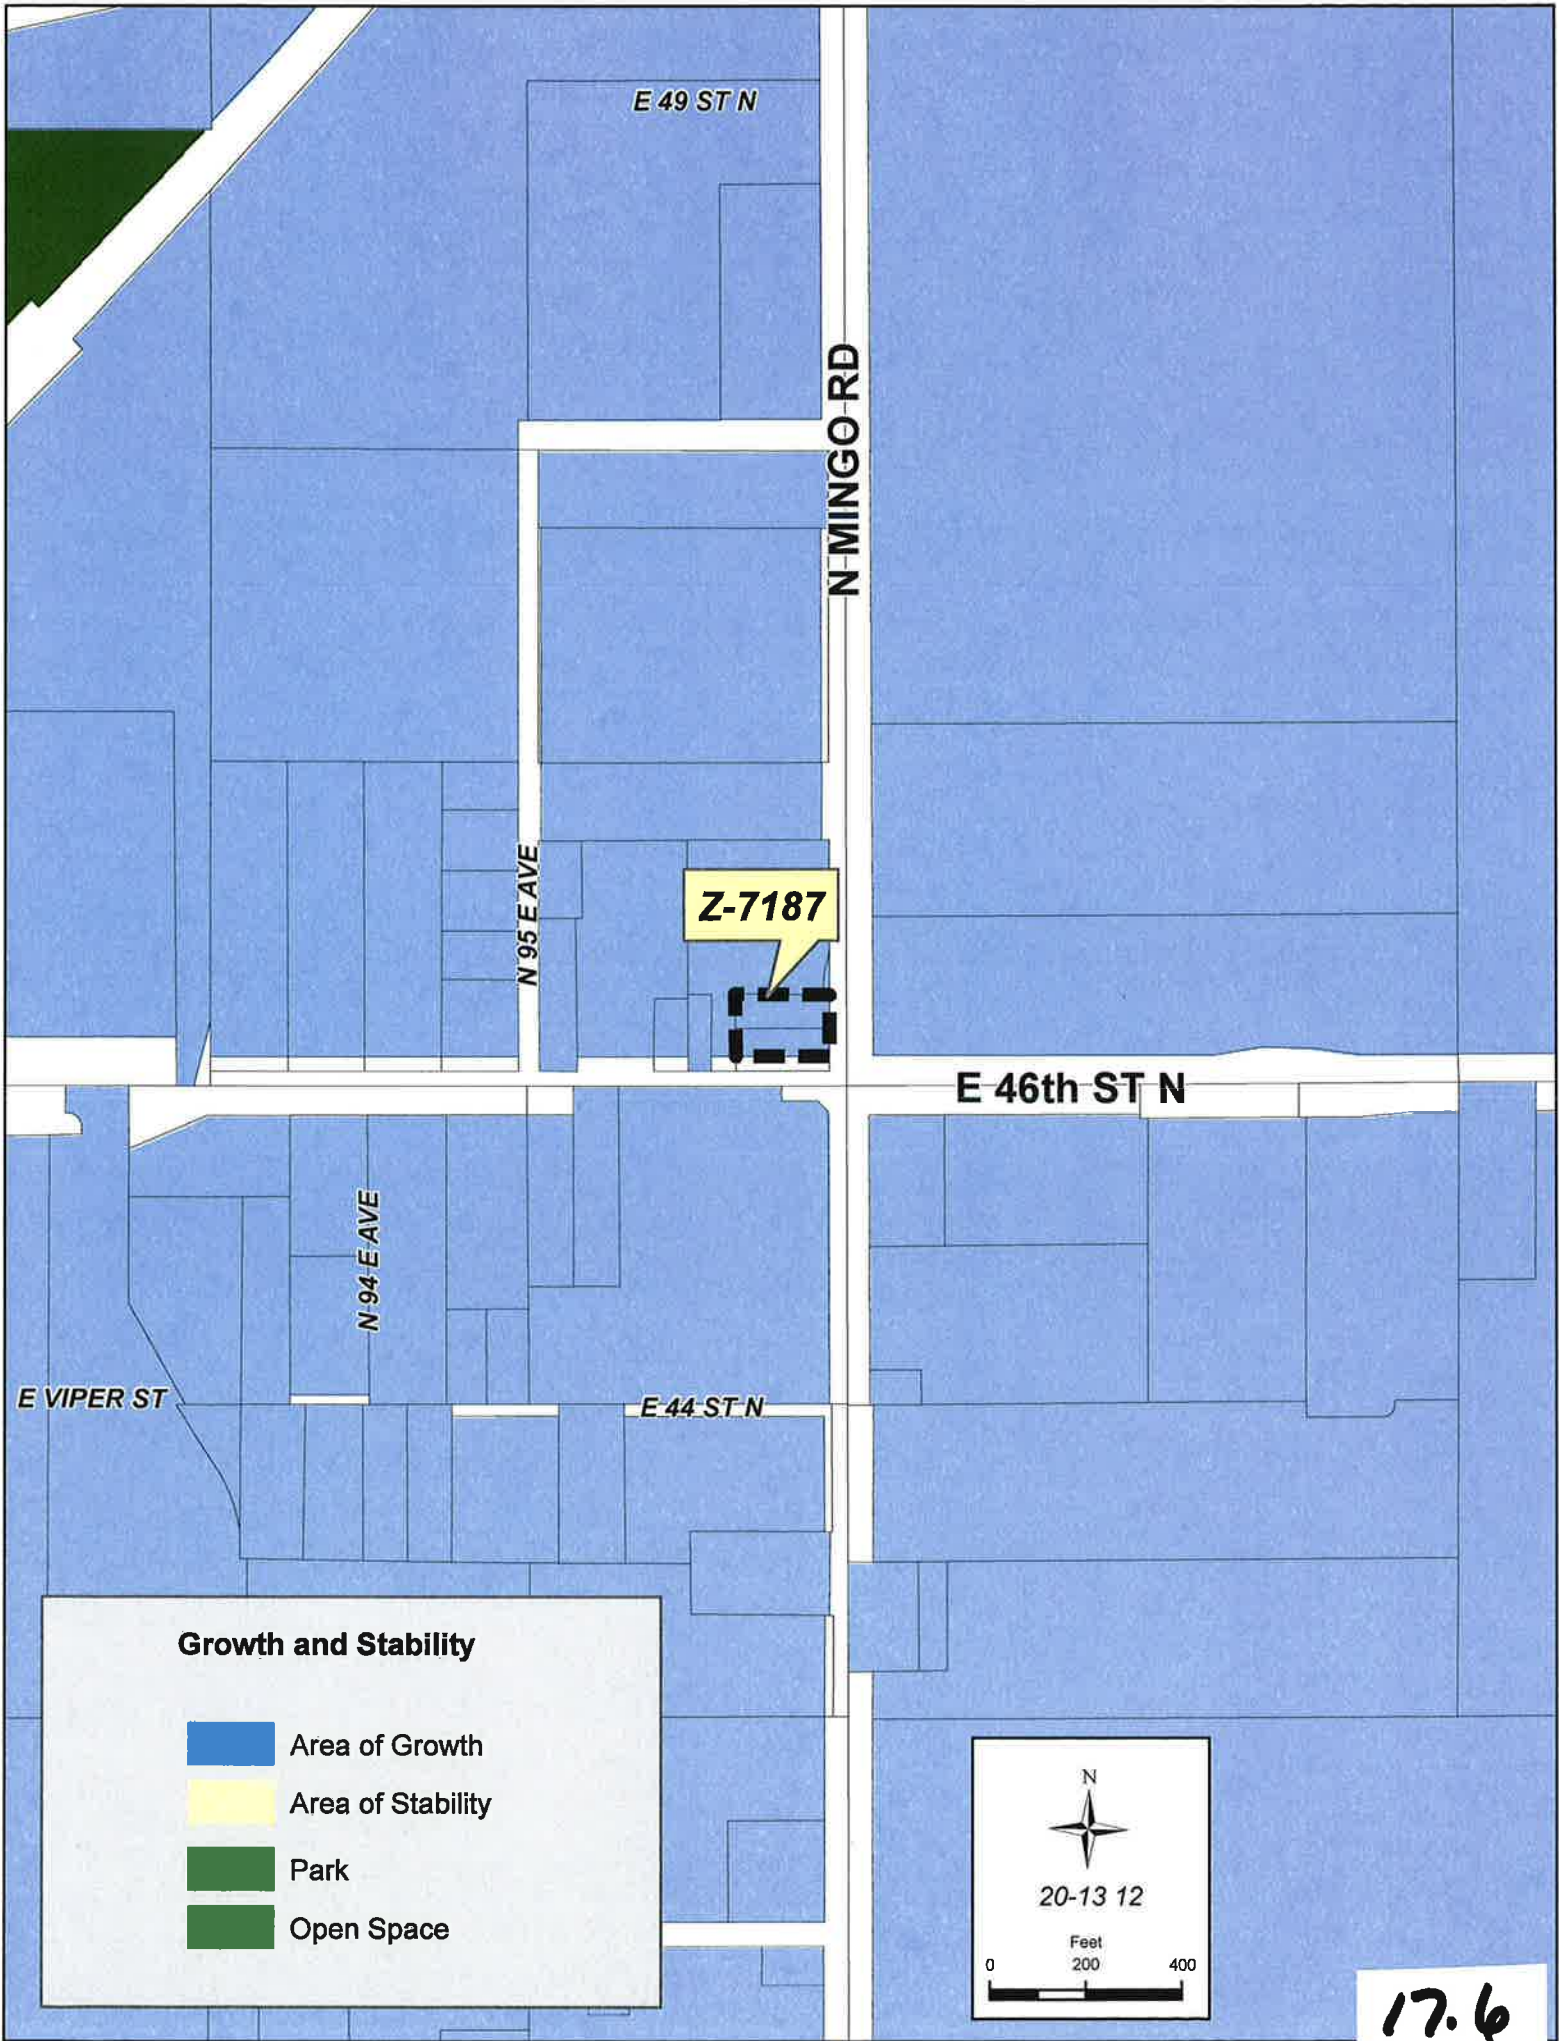 E 49 ST N
N MINGO RD
N 95 E AVE
Z-7187
E 46th ST N
N 94 E AVE
E VIPER ST
E 44 ST N
Growth and Stability
Area of Growth
Area of Stability
Park
Open Space
N
20-13 12
Feet
0 200 400
17.6